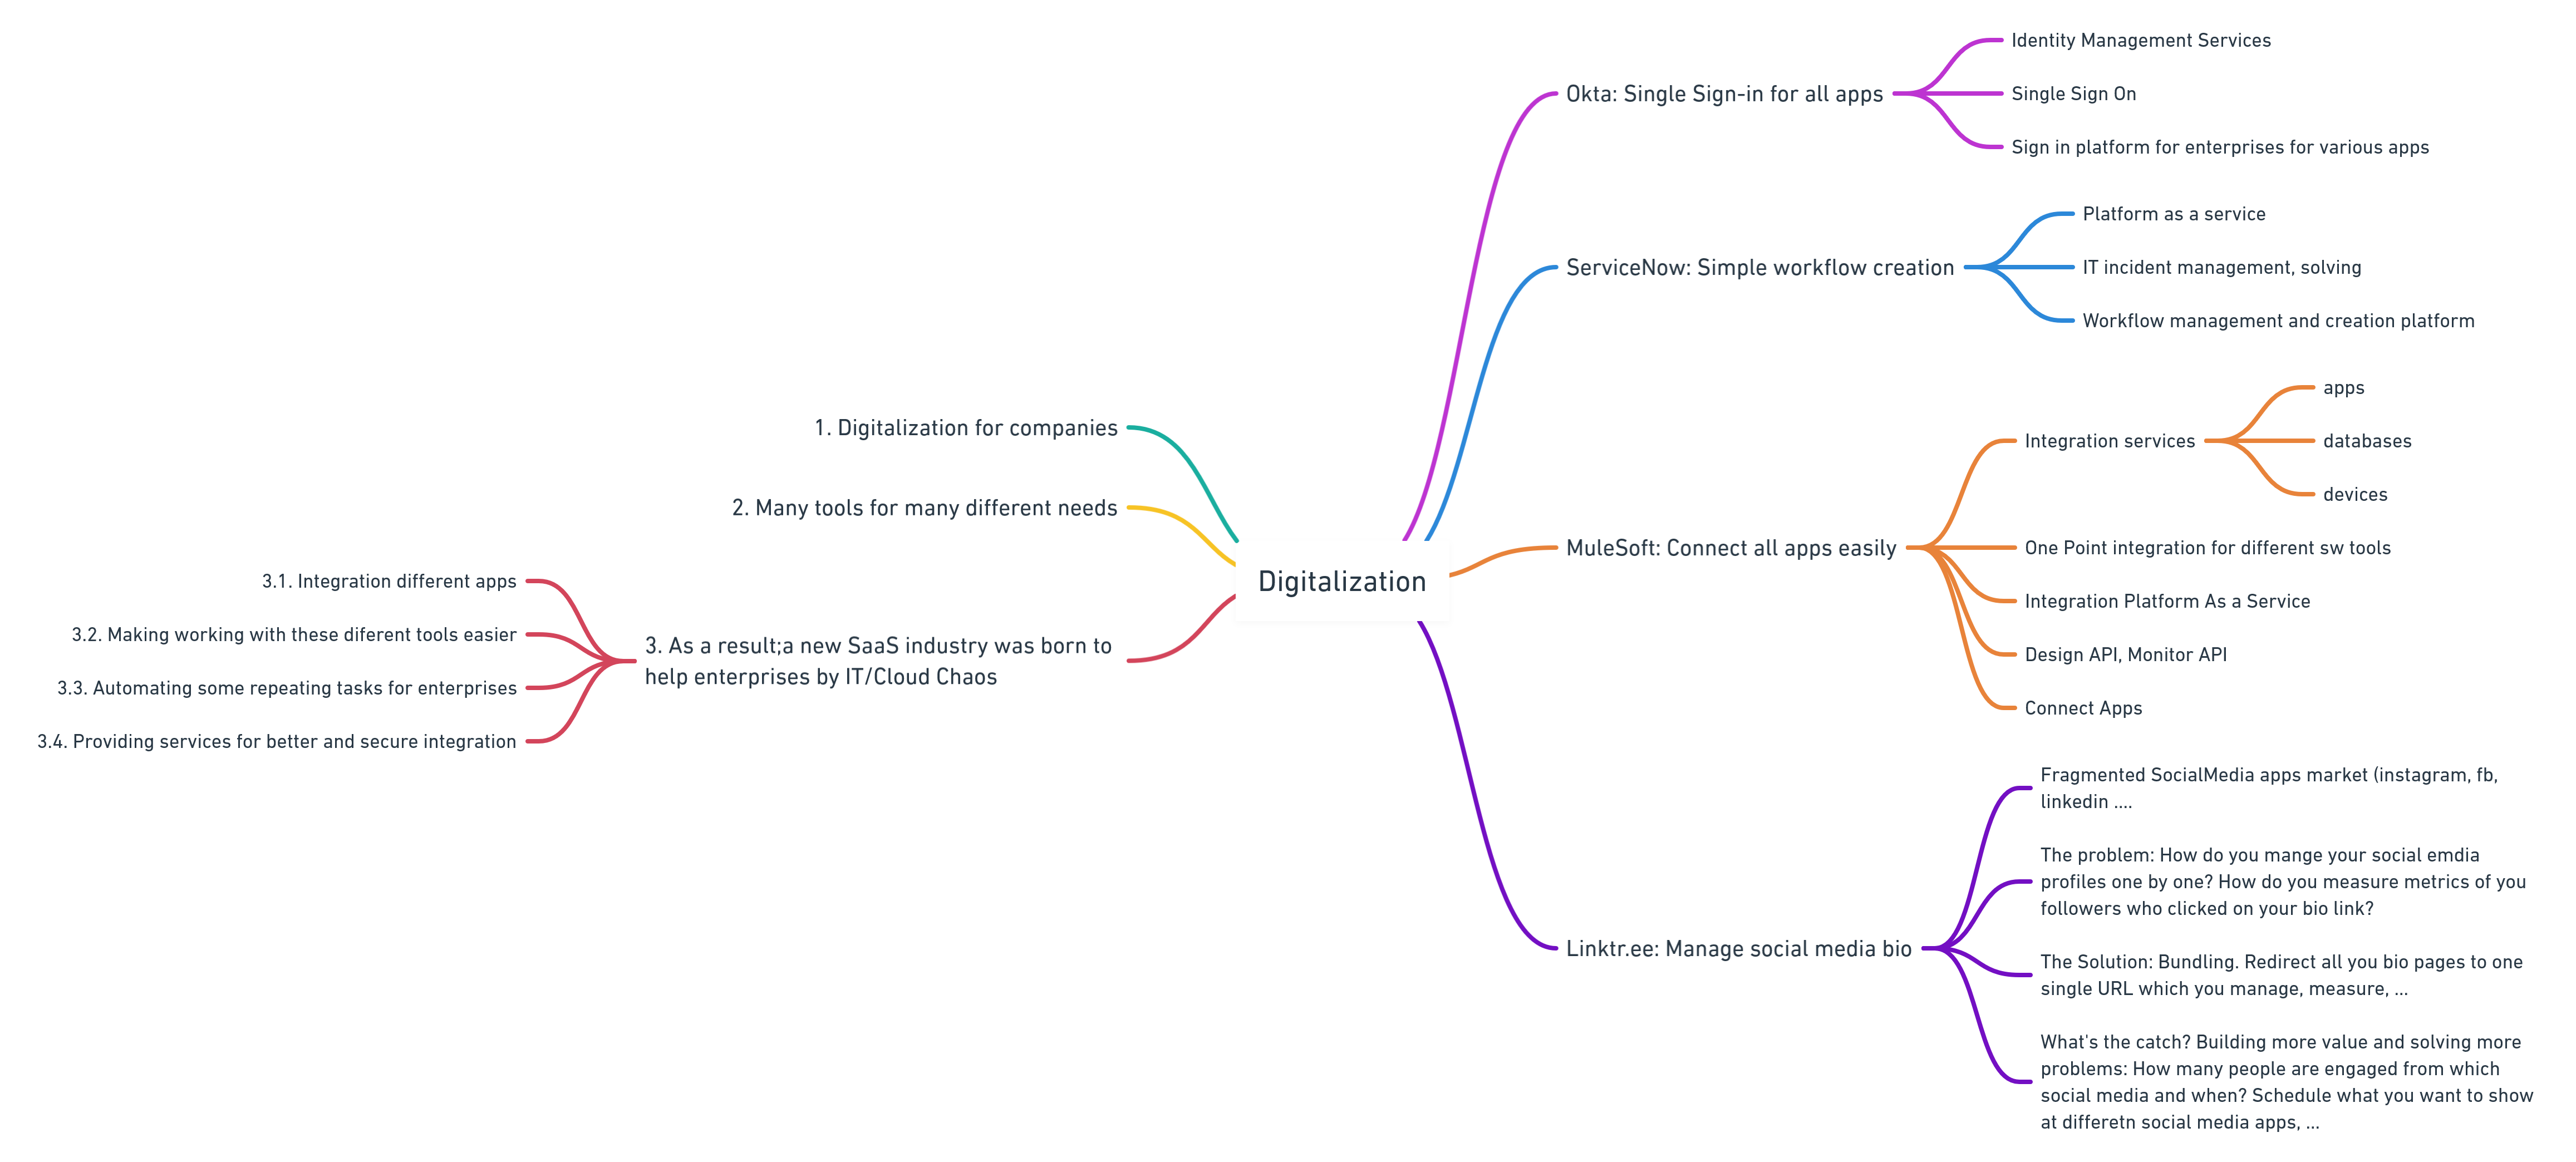 Digitalization
1. Digitalization for companies
2. Many tools for many different needs
3. As a result;a new SaaS industry was born to
help enterprises by IT/Cloud Chaos
3.1. Integration different apps
3.2. Making working with these diferent tools easier
3.3. Automating some repeating tasks for enterprises
3.4. Providing services for better and secure integration
Okta: Single Sign-in for all apps
Identity Management Services
Single Sign On
Sign in platform for enterprises for various apps
ServiceNow: Simple workflow creation
Platform as a service
IT incident management, solving
Workflow management and creation platform
MuleSoft: Connect all apps easily
Integration services
apps
databases
devices
One Point integration for different sw tools
Integration Platform As a Service
Design API, Monitor API
Connect Apps
Linktr.ee: Manage social media bio
Fragmented SocialMedia apps market (instagram, fb,
linkedin ....
The problem: How do you mange your social emdia
profiles one by one? How do you measure metrics of you
followers who clicked on your bio link?
The Solution: Bundling. Redirect all you bio pages to one
single URL which you manage, measure, ...
What's the catch? Building more value and solving more
problems: How many people are engaged from which
social media and when? Schedule what you want to show
at differetn social media apps, ...